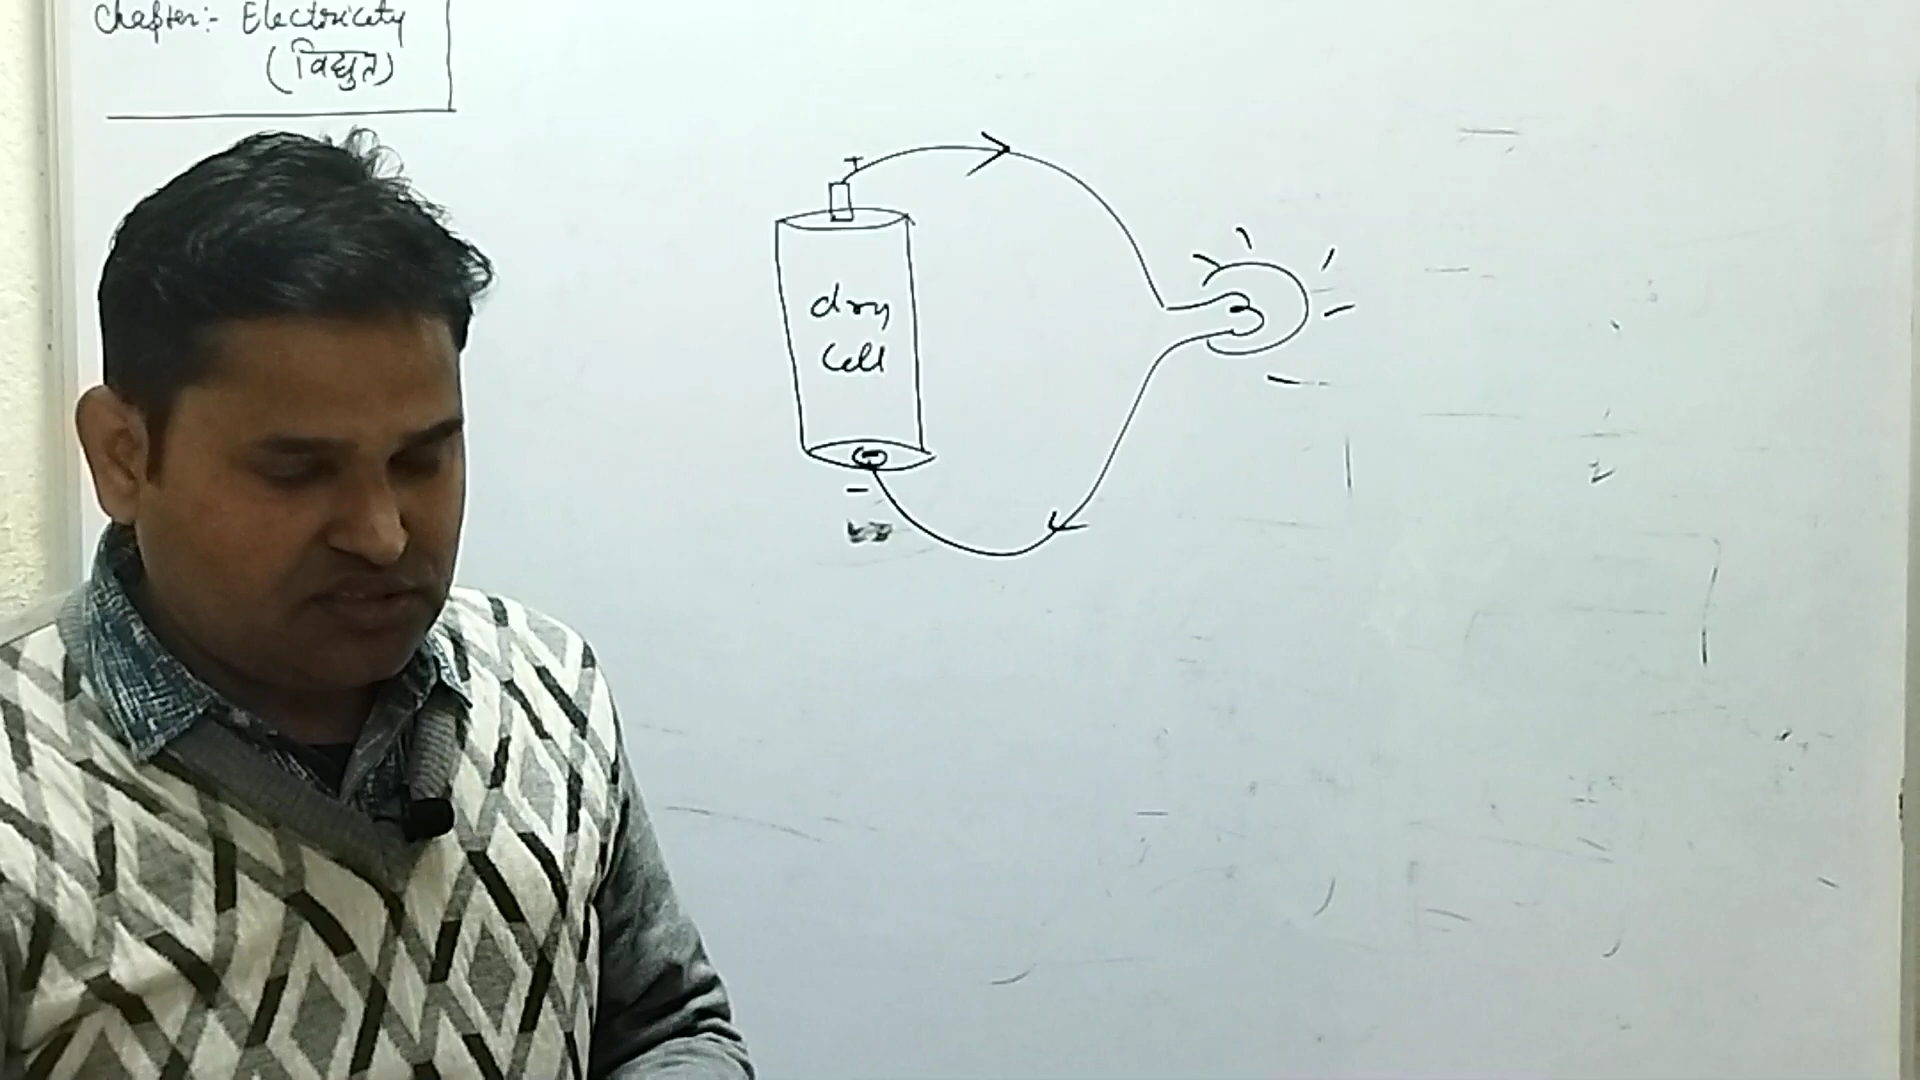 Chapter:- Electricity
(विद्युत)
+
dry
Cell
-
-